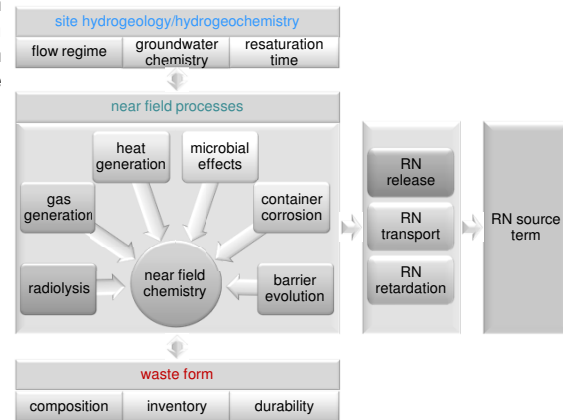 site hydrogeology/hydrogeochemistry
flow regime
groundwater
chemistry
resaturation
time
near field processes
heat
generation
microbial
effects
gas
generation
container
corrosion
radiolysis
near field
chemistry
barrier
evolution
RN
release
RN
transport
RN
retardation
RN source
term
waste form
composition
inventory
durability